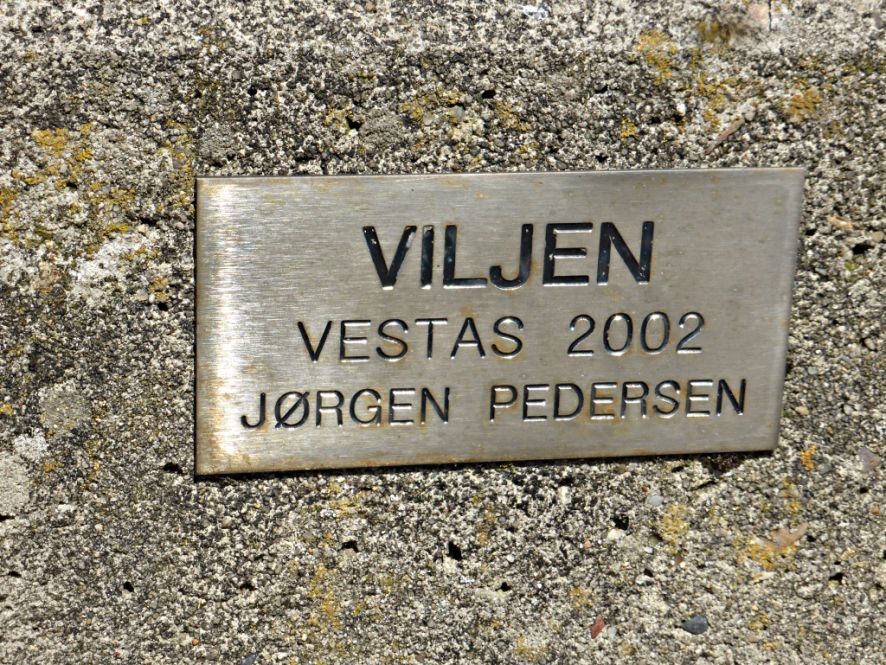 VILJEN
VESTAS 2002
JØRGEN PEDERSEN